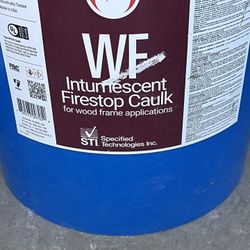 WF
Intumescent
Firestop Caulk
for wood frame applications
STI
Specified
Technologies Inc.